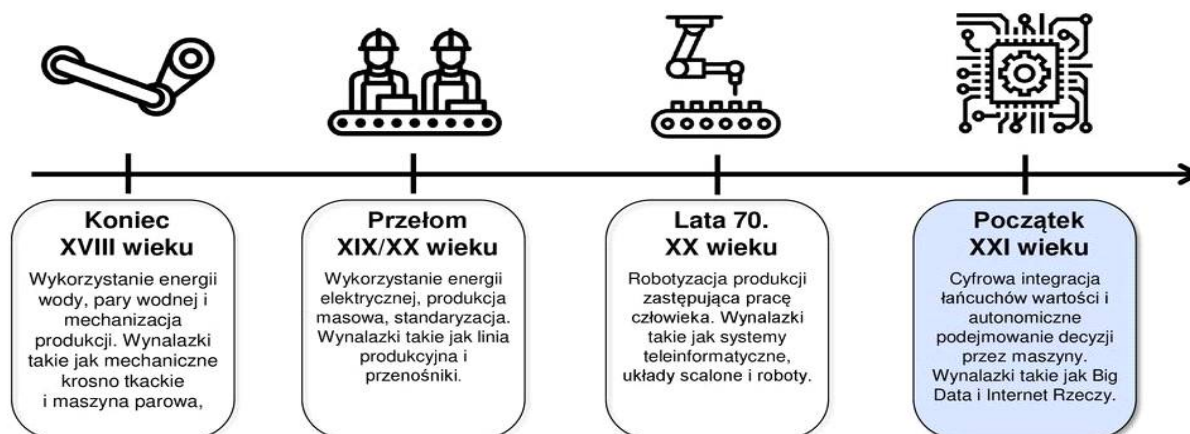 Koniec
XVIII wieku
Wykorzystanie energii
wody, pary wodnej i
mechanizacja
produkcji. Wynalazki
takie jak mechaniczne
krosno tkackie
i maszyna parowa,
Przełom
XIX/XX wieku
Wykorzystanie energii
elektrycznej, produkcja
masowa, standaryzacja.
Wynalazki takie jak linia
produkcyjna i
przenośniki.
Lata 70.
XX wieku
Robotyzacja produkcji
zastępująca pracę
człowieka. Wynalazki
takie jak systemy
teleinformatyczne,
układy scalone i roboty.
Początek
XXI wieku
Cyfrowa integracja
łańcuchów wartości i
autonomiczne
podejmowanie decyzji
przez maszyny.
Wynalazki takie jak Big
Data i Internet Rzeczy.